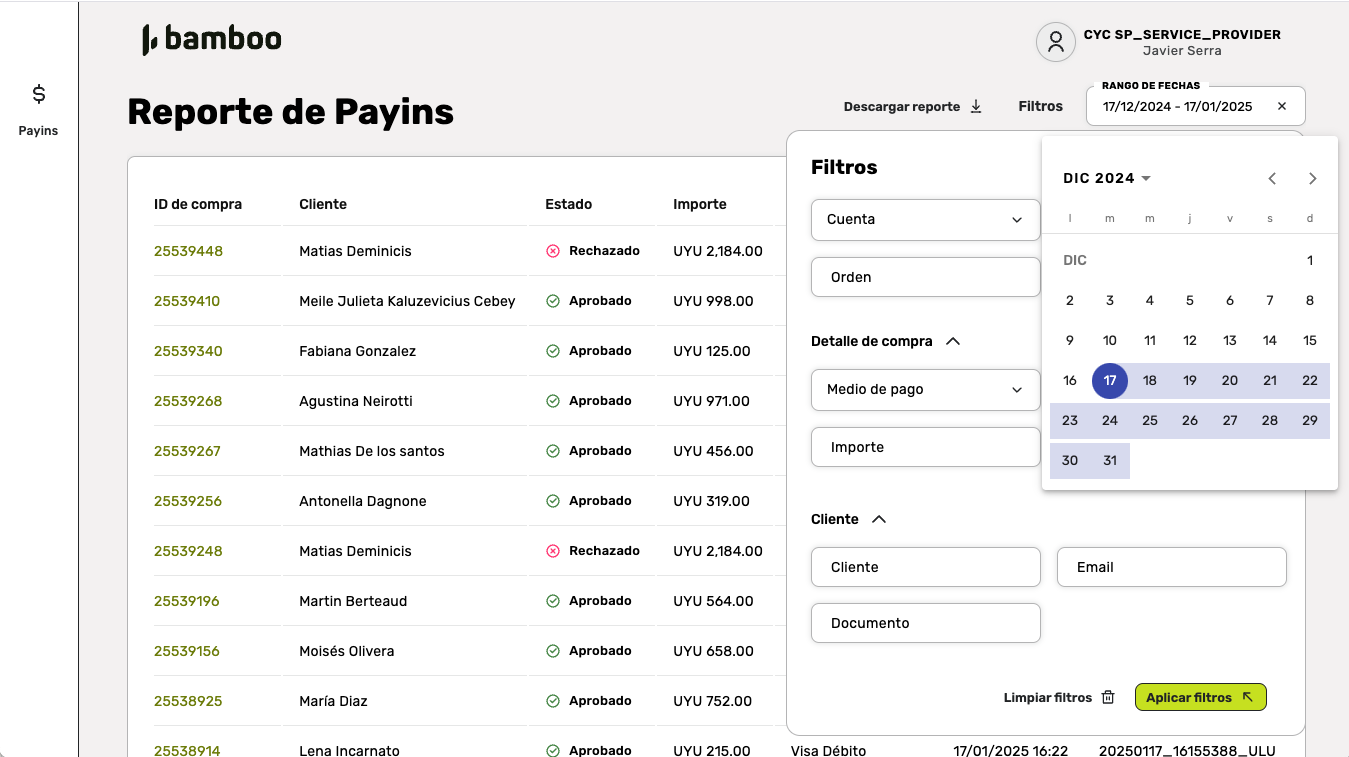 bamboo
CYC SP_SERVICE_PROVIDER
Javier Serra
$
Payins
Reporte de Payins
Descargar reporte
Filtros
RANGO DE FECHAS
17/12/2024 - 17/01/2025
ID de compra Cliente Estado Importe
25539448 Matias Deminicis Rechazado UYU 2,184.00
25539410 Meile Julieta Kaluzevicius Cebey Aprobado UYU 998.00
25539340 Fabiana Gonzalez Aprobado UYU 125.00
25539268 Agustina Neirotti Aprobado UYU 971.00
25539267 Mathias De los santos Aprobado UYU 456.00
25539256 Antonella Dagnone Aprobado UYU 319.00
25539248 Matias Deminicis Rechazado UYU 2,184.00
25539196 Martin Berteaud Aprobado UYU 564.00
25539156 Moisés Olivera Aprobado UYU 658.00
25538925 María Diaz Aprobado UYU 752.00
25538914 Lena Incarnato Aprobado UYU 215.00 Visa Débito 17/01/2025 16:22 20250117_16155388_ULU
Filtros
Cuenta
Orden
Detalle de compra
Medio de pago
Importe
Cliente
Cliente
Email
Documento
Limpiar filtros
Aplicar filtros
DIC 2024
l m m j v s d
DIC 1
2 3 4 5 6 7 8
9 10 11 12 13 14 15
16 17 18 19 20 21 22
23 24 25 26 27 28 29
30 31